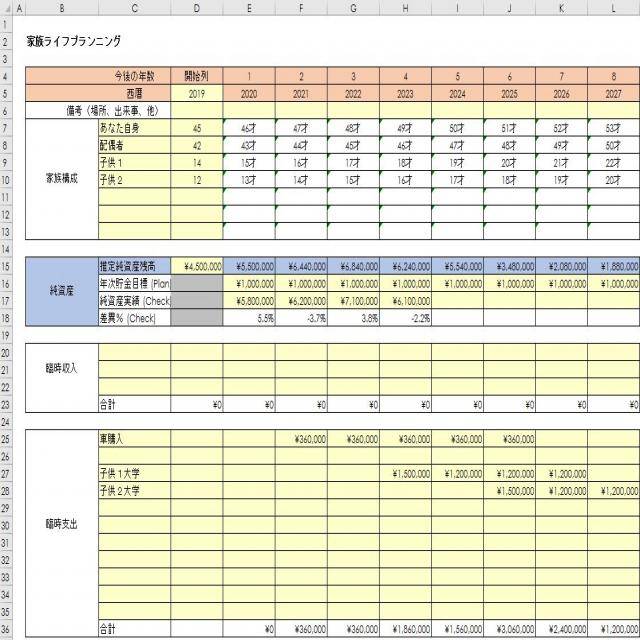 A B C D E F G H I J K L
1
2 家族ライフプランニング
3
4 今後の年数 開始列 1 2 3 4 5 6 7 8
5 西暦 2019 2020 2021 2022 2023 2024 2025 2026 2027
6 備考（場所、出来事、他）
7 あなた自身 45 46才 47才 48才 49才 50才 51才 52才 53才
8 配偶者 42 43才 44才 45才 46才 47才 48才 49才 50才
9 子供１ 14 15才 16才 17才 18才 19才 20才 21才 22才
10 家族構成 子供２ 12 13才 14才 15才 16才 17才 18才 19才 20才
11
12
13
14
15 推定純資産残高 ¥4,500,000 ¥5,500,000 ¥6,440,000 ¥6,840,000 ¥6,240,000 ¥5,540,000 ¥3,480,000 ¥2,080,000 ¥1,880,000
16 純資産 年次貯金目標 (Plan) ¥1,000,000 ¥1,000,000 ¥1,000,000 ¥1,000,000 ¥1,000,000 ¥1,000,000 ¥1,000,000 ¥1,000,000
17 純資産実績 (Check) ¥5,800,000 ¥6,200,000 ¥7,100,000 ¥6,100,000
18 差異% (Check) 5.5% -3.7% 3.8% -2.2%
19
20
21 臨時収入
22
23 合計 ¥0 ¥0 ¥0 ¥0 ¥0 ¥0 ¥0 ¥0 ¥0
24
25 車購入 ¥360,000 ¥360,000 ¥360,000 ¥360,000 ¥360,000
26
27 子供１大学 ¥1,500,000 ¥1,200,000 ¥1,200,000 ¥1,200,000
28 子供２大学 ¥1,500,000 ¥1,200,000 ¥1,200,000
29
30 臨時支出
31
32
33
34
35
36 合計 ¥0 ¥360,000 ¥360,000 ¥1,860,000 ¥1,560,000 ¥3,060,000 ¥2,400,000 ¥1,200,000